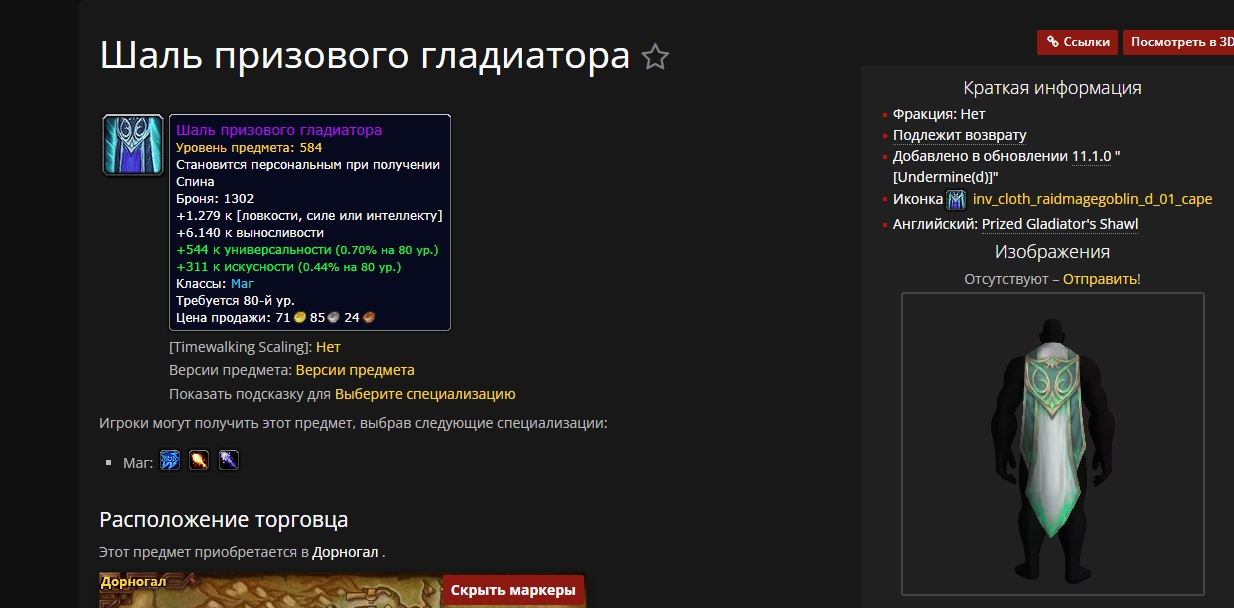 Шаль призового гладиатора
Ссылки
Посмотреть в 3D
Шаль призового гладиатора
Уровень предмета: 584
Становится персональным при получении
Спина
Броня: 1302
+1.279 к [ловкости, силе или интеллекту]
+6.140 к выносливости
+544 к универсальности (0.70% на 80 ур.)
+311 к искусности (0.44% на 80 ур.)
Классы: Маг
Требуется 80-й ур.
Цена продажи: 71 85 24
[Timewalking Scaling]: Нет
Версии предмета: Версии предмета
Показать подсказку для Выберите специализацию
Игроки могут получить этот предмет, выбрав следующие специализации:
Маг:
Расположение торговца
Этот предмет приобретается в Дорногал .
Дорногал
Скрыть маркеры
Краткая информация
Фракция: Нет
Подлежит возврату
Добавлено в обновлении 11.1.0 "
[Undermine(d)]"
Иконка inv_cloth_raidmagegoblin_d_01_cape
Английский: Prized Gladiator's Shawl
Изображения
Отсутствуют – Отправить!